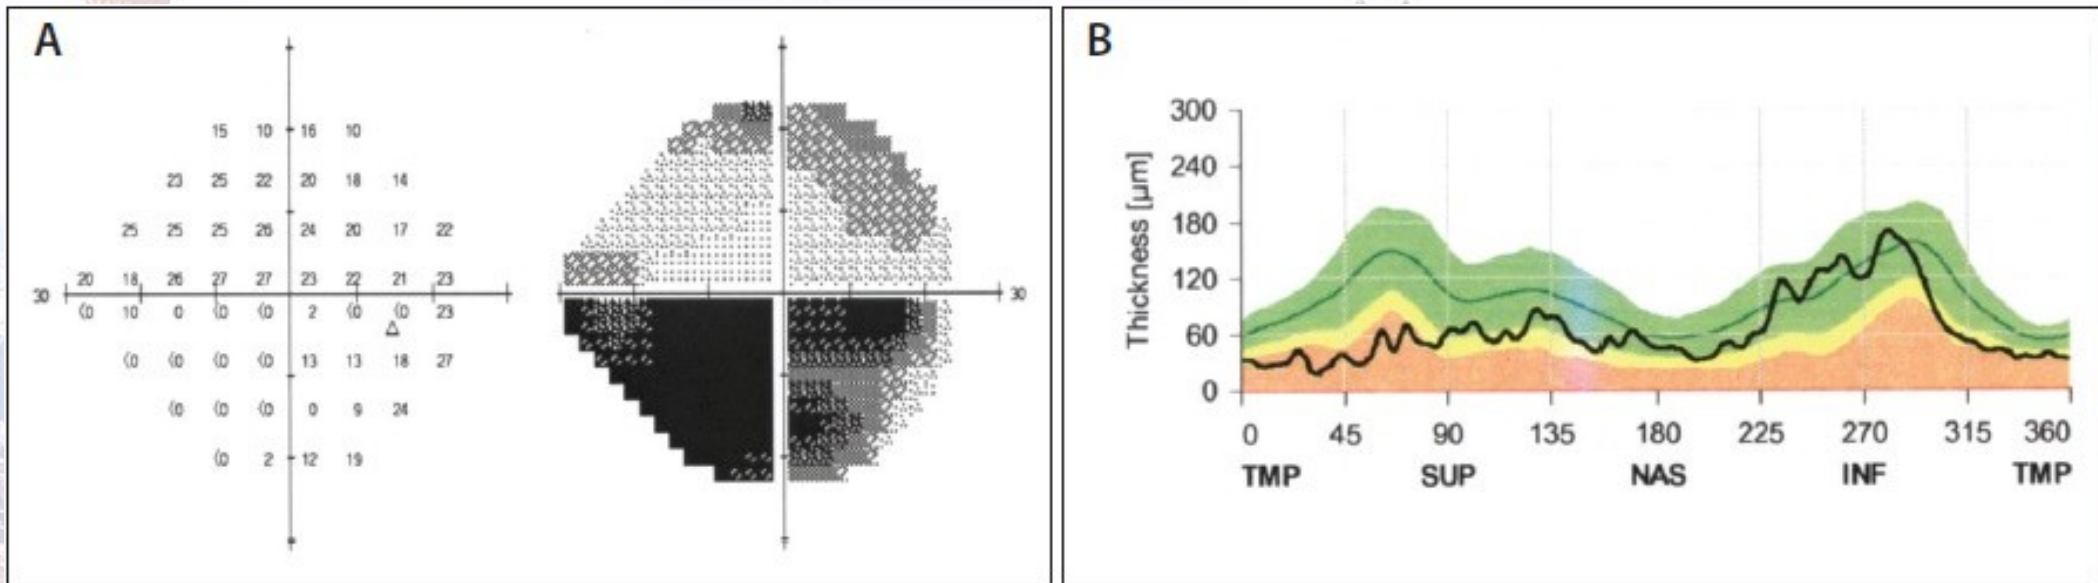 A
15 10 16 10
23 25 22 20 18 14
25 25 25 26 24 20 17 22
20 18 26 27 27 23 22 21 23
30
(0 10 0 (0 (0 2 (0 (0 23
(0 (0 (0 (0 13 13 18 27
(0 (0 (0 0 9 24
(0 2 12 19
30
B
Thickness [µm]
300
240
180
120
60
0
0 45 90 135 180 225 270 315 360
TMP SUP NAS INF TMP